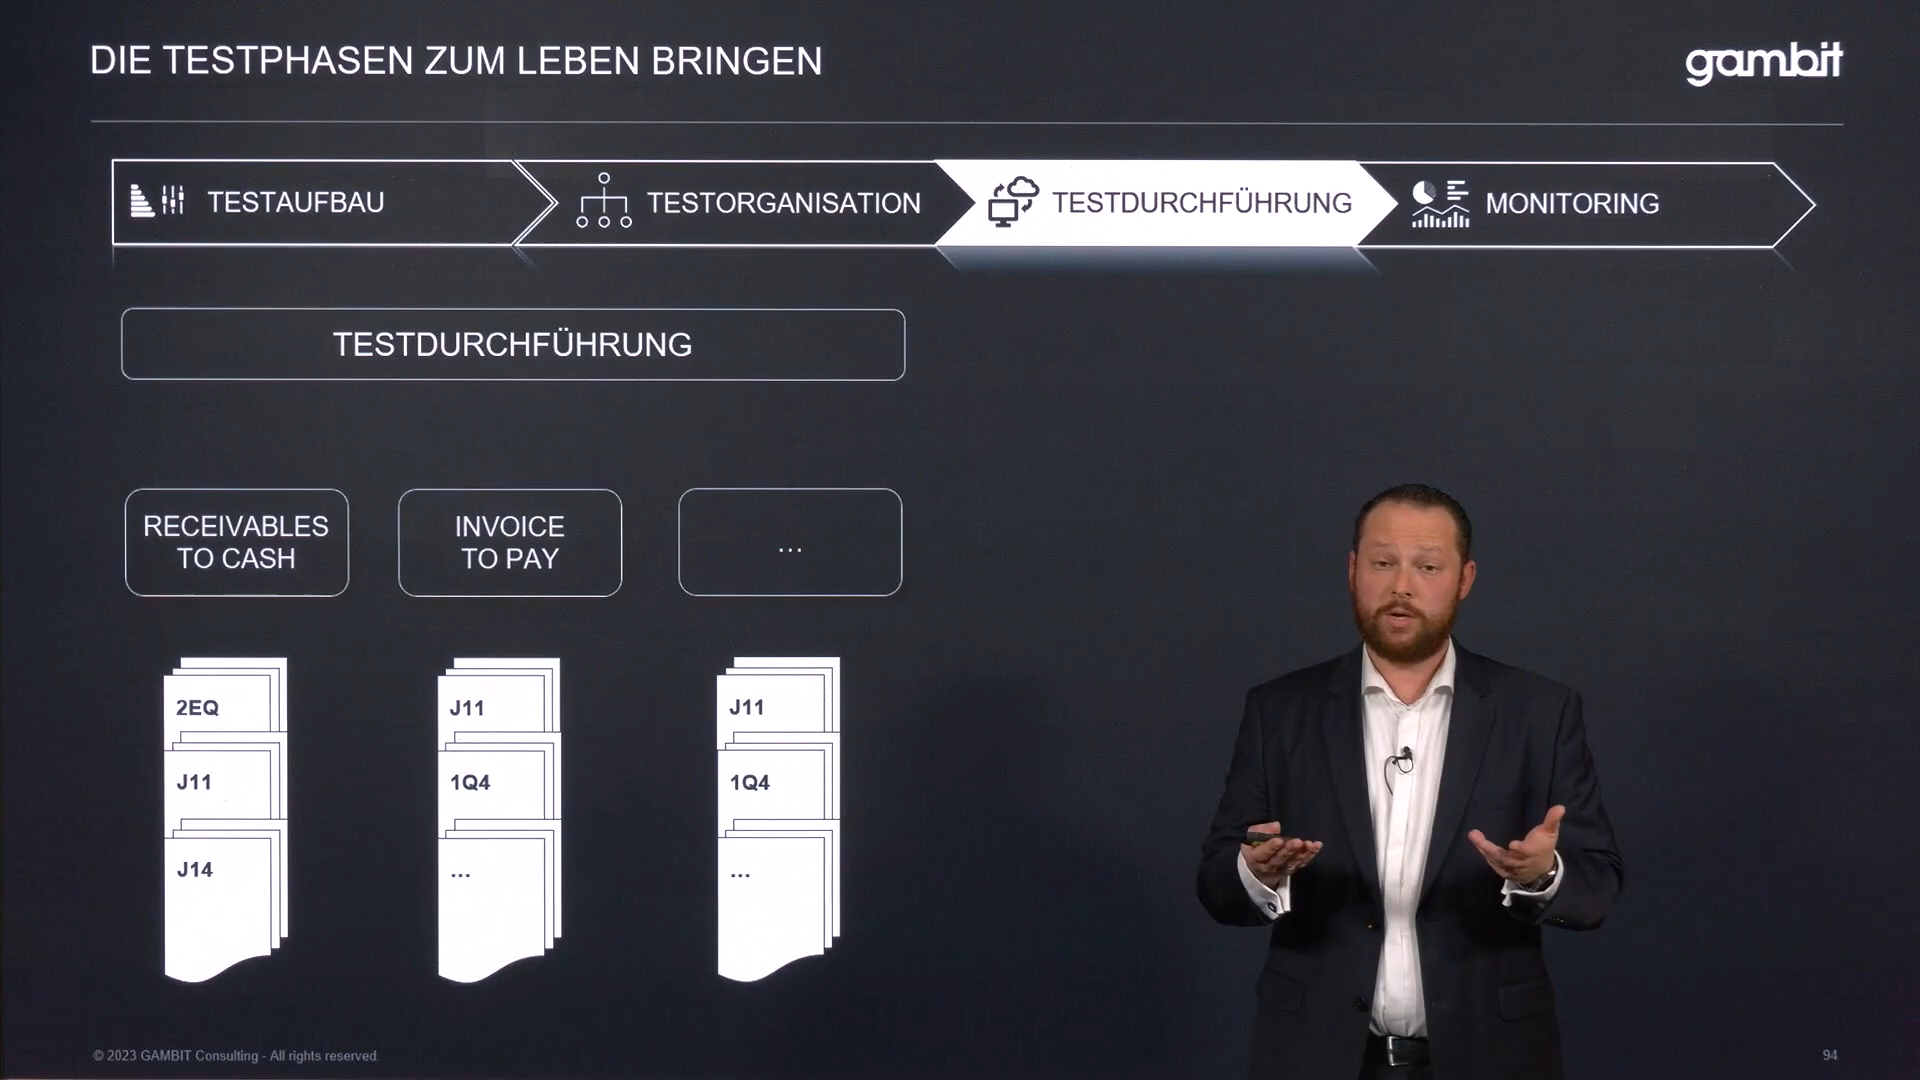 DIE TESTPHASEN ZUM LEBEN BRINGEN
gambit
TESTAUFBAU
TESTORGANISATION
TESTDURCHFÜHRUNG
MONITORING
TESTDURCHFÜHRUNG
RECEIVABLES
TO CASH
INVOICE
TO PAY
...
2EQ
J11
J14
J11
1Q4
...
J11
1Q4
...
© 2023 GAMBIT Consulting - All rights reserved.
94